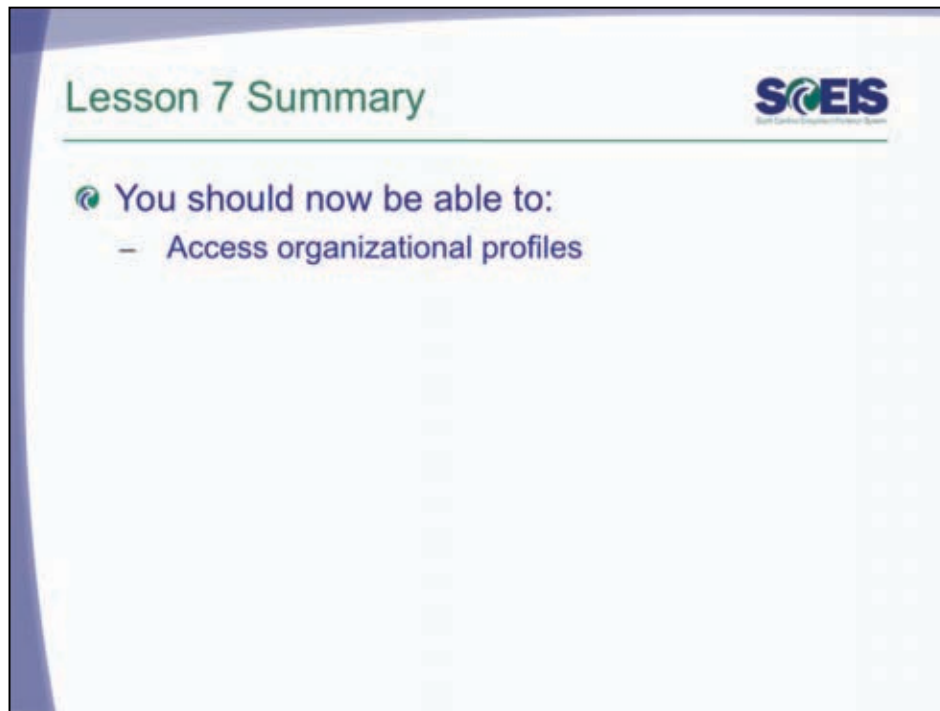 Lesson 7 Summary
SCEIS
You should now be able to:
– Access organizational profiles